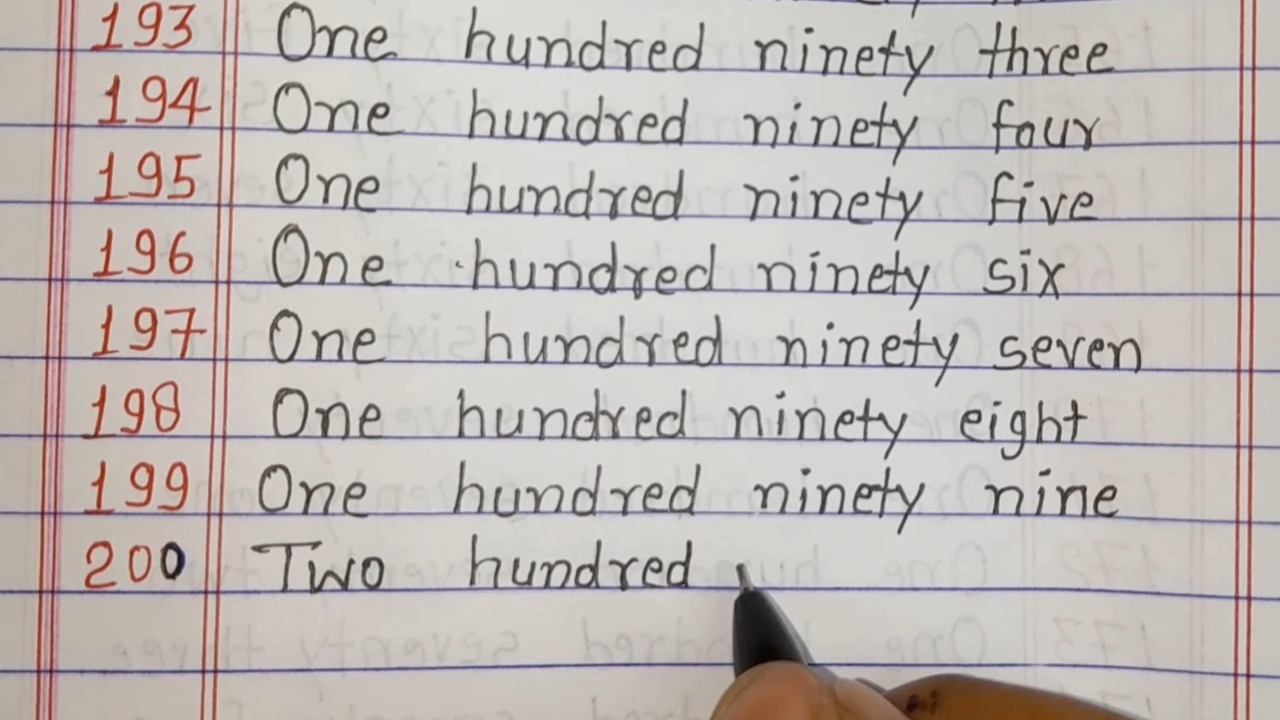 193 One hundred ninety three
194 One hundred ninety four
195 One hundred ninety five
196 One hundred ninety six
197 One hundred ninety seven
198 One hundred ninety eight
199 One hundred ninety nine
200 Two hundred